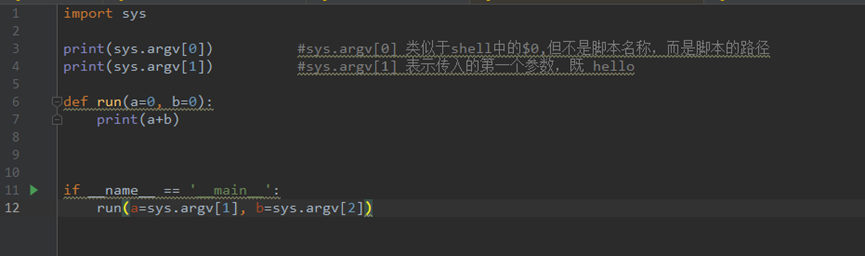 1 import sys
2
3 print(sys.argv[0]) #sys.argv[0] 类似于shell中的$0,但不是脚本名称，而是脚本的路径
4 print(sys.argv[1]) #sys.argv[1] 表示传入的第一个参数，既 hello
5
6 def run(a=0, b=0):
7 print(a+b)
8
9
10
11 if __name__ == '__main__':
12 run(a=sys.argv[1], b=sys.argv[2])